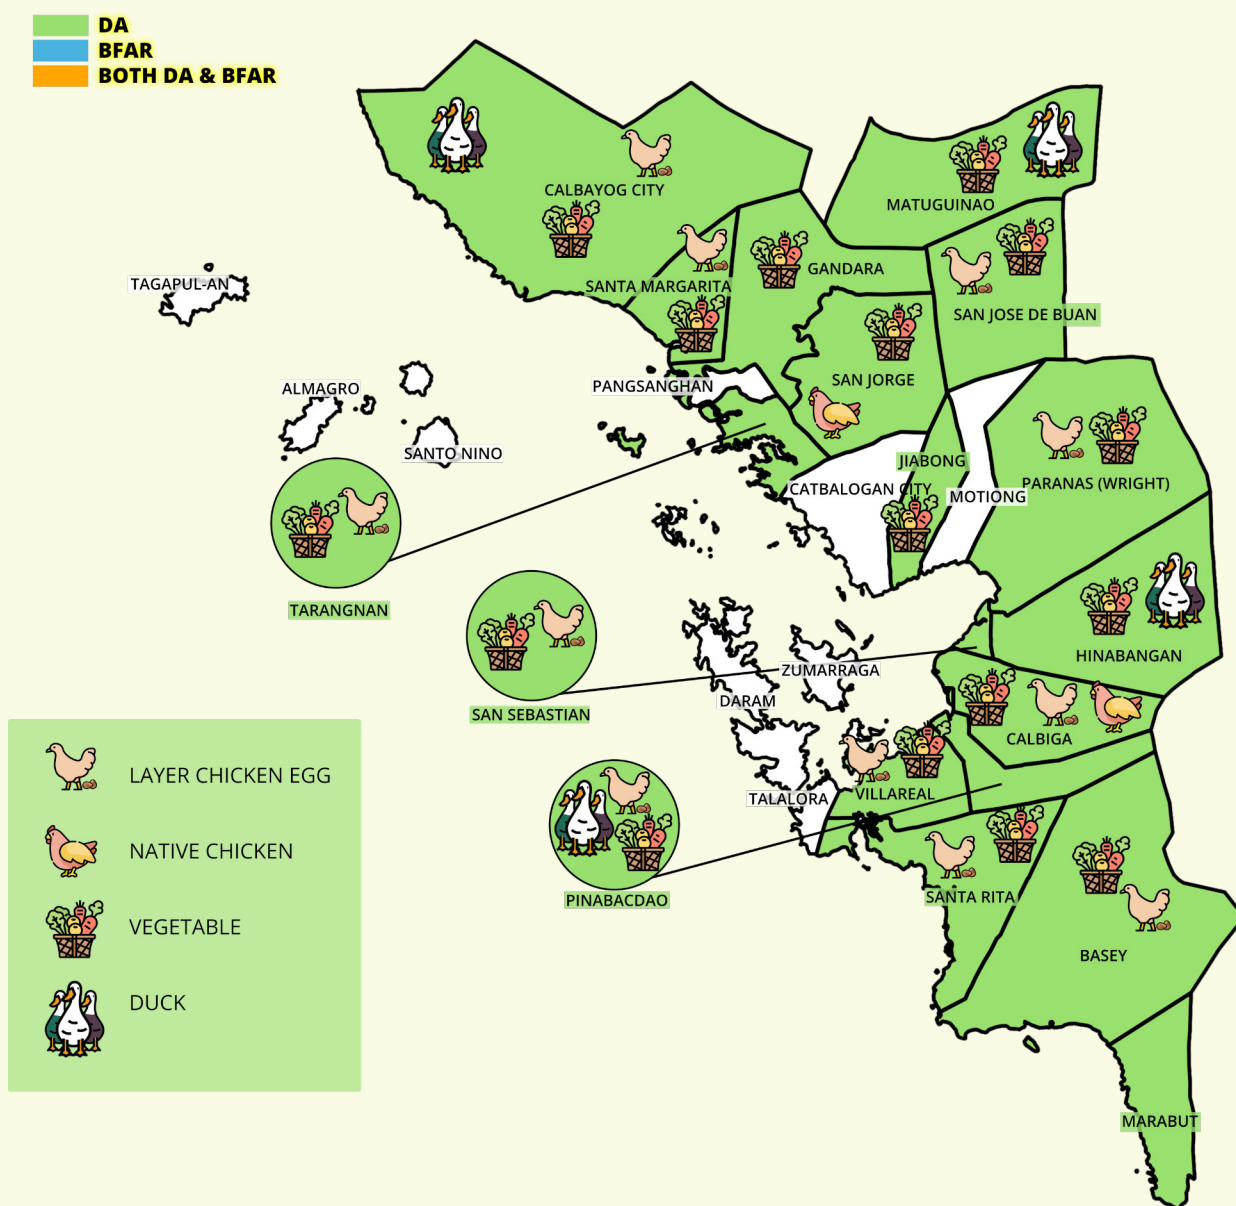 DA
BFAR
BOTH DA & BFAR
CALBAYOG CITY
MATUGUINAO
GANDARA
TAGAPUL-AN
SANTA MARGARITA
SAN JOSE DE BUAN
SAN JORGE
PANGSANGHAN
ALMAGRO
SANTO NINO
JIABONG
CATBALOGAN CITY
MOTIONG
PARANAS (WRIGHT)
TARANGNAN
HINABANGAN
ZUMARRAGA
DARAM
SAN SEBASTIAN
CALBIGA
TALALORA
VILLAREAL
PINABACDAO
SANTA RITA
BASEY
MARABUT
LAYER CHICKEN EGG
NATIVE CHICKEN
VEGETABLE
DUCK